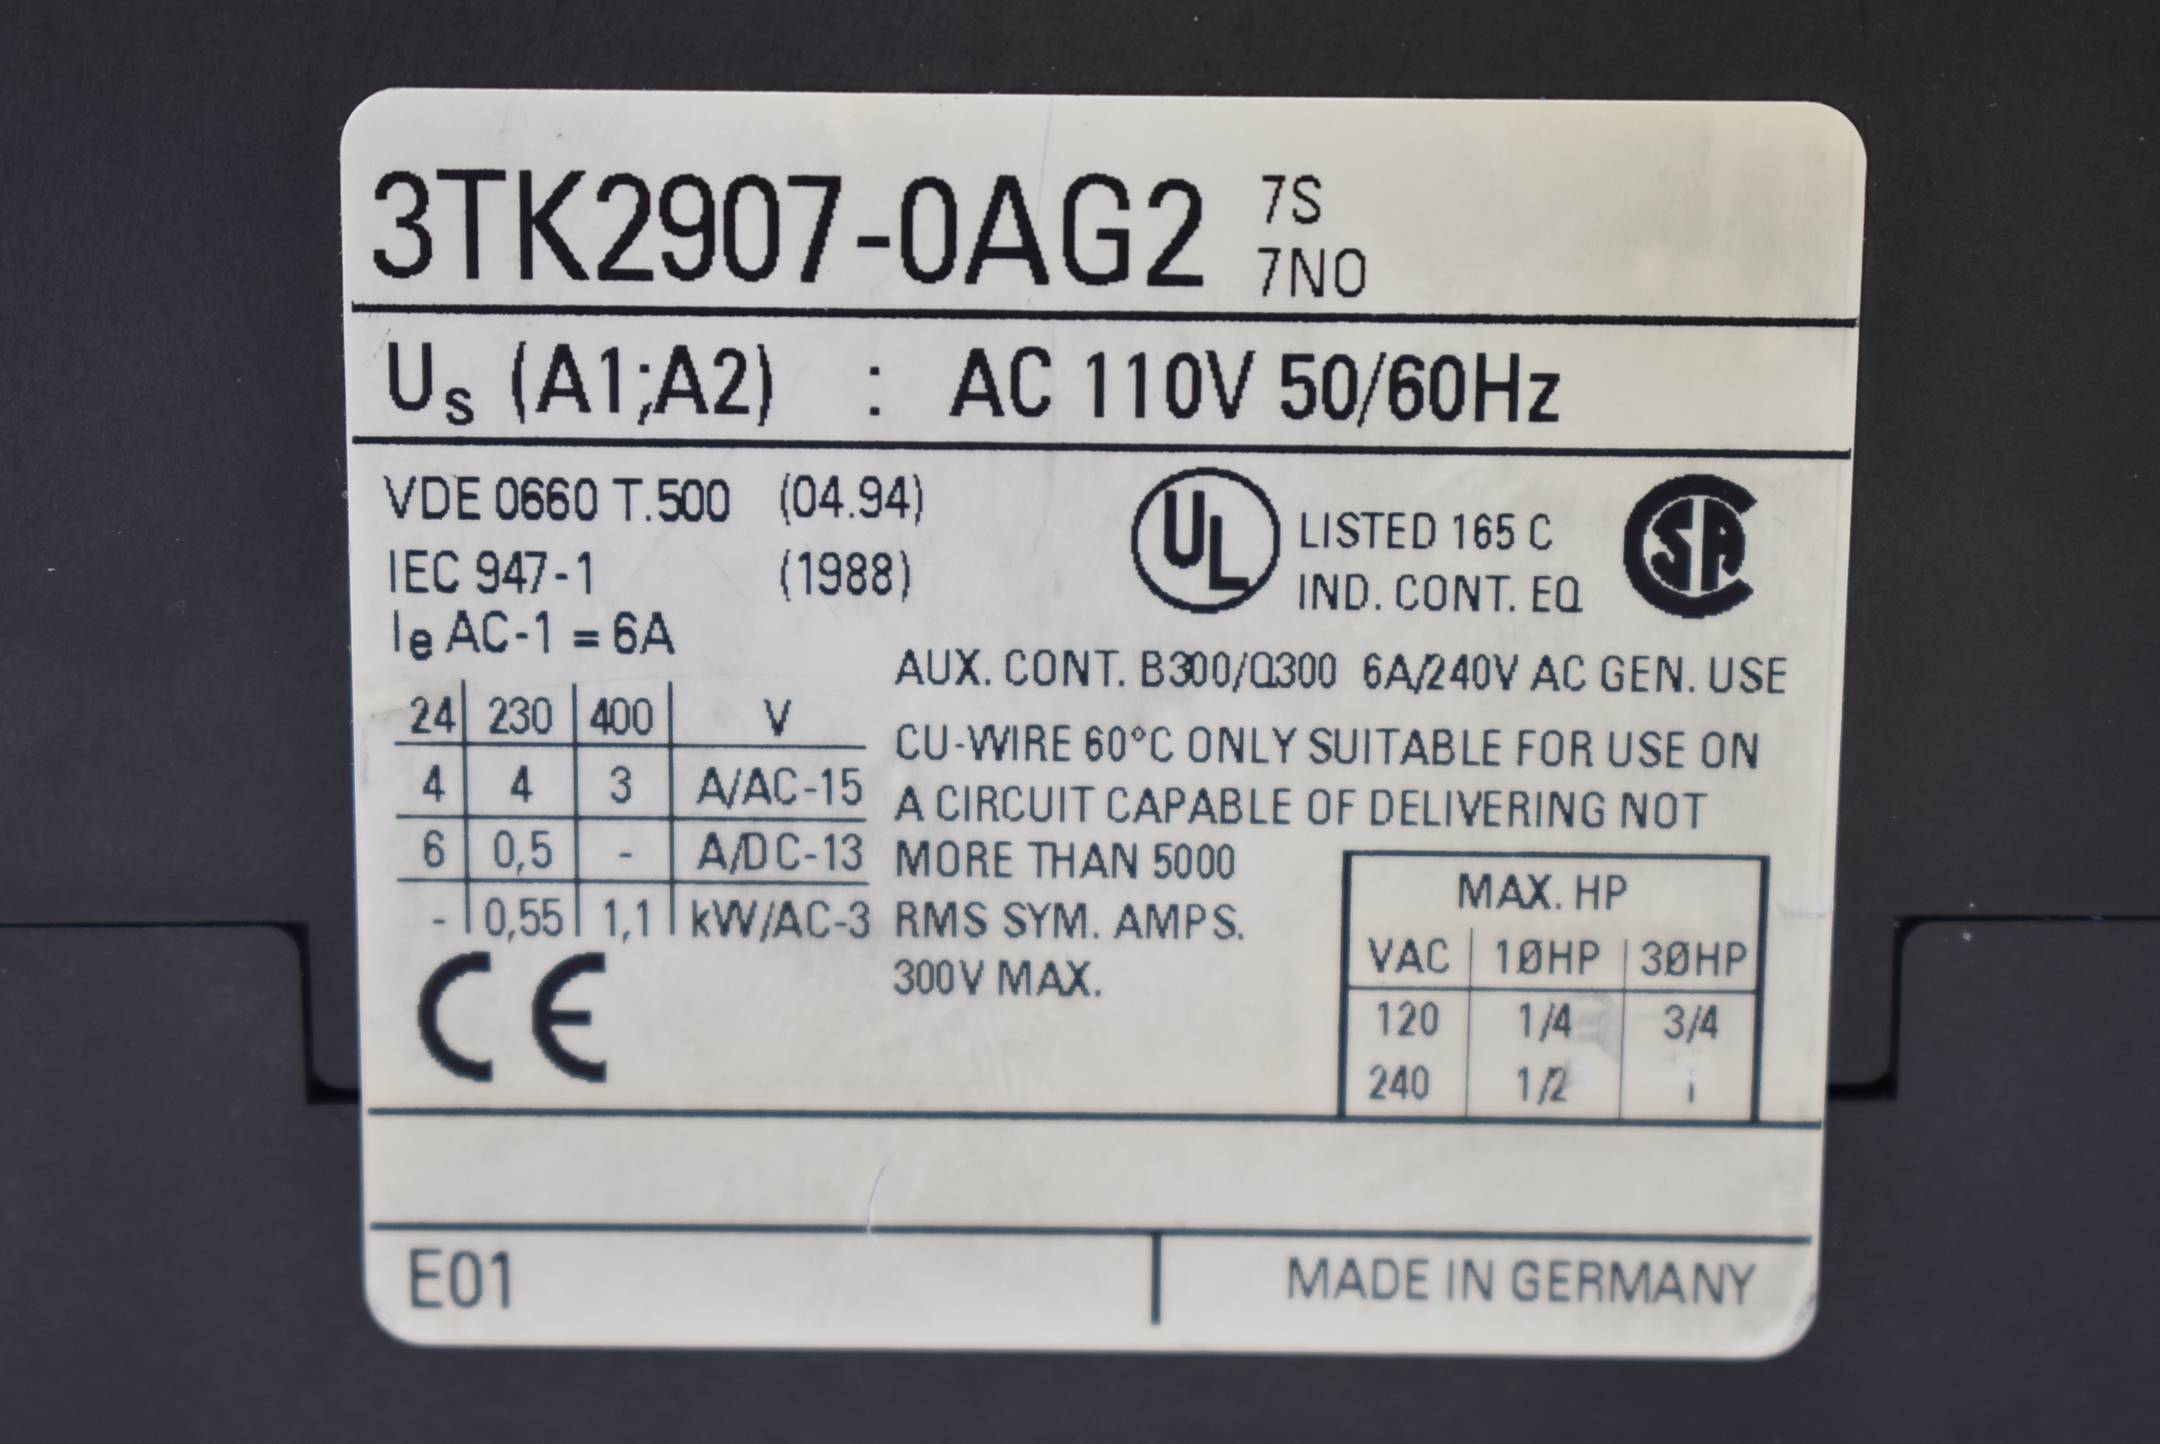 3TK2907-0AG2 7S
7NO
Us (A1;A2) : AC 110V 50/60Hz
VDE 0660 T.500 (04.94)
IEC 947-1 (1988)
Ie AC-1 = 6A
UL LISTED 165 C
IND. CONT. EQ
CSA
24 230 400 V
4 4 3 A/AC-15
6 0,5 - A/DC-13
- 0,55 1,1 kW/AC-3
AUX. CONT. B300/Q300 6A/240V AC GEN. USE
CU-WIRE 60°C ONLY SUITABLE FOR USE ON
A CIRCUIT CAPABLE OF DELIVERING NOT
MORE THAN 5000
RMS SYM. AMPS.
300V MAX.
MAX. HP
VAC 1ØHP 3ØHP
120 1/4 3/4
240 1/2
CE
E01 MADE IN GERMANY